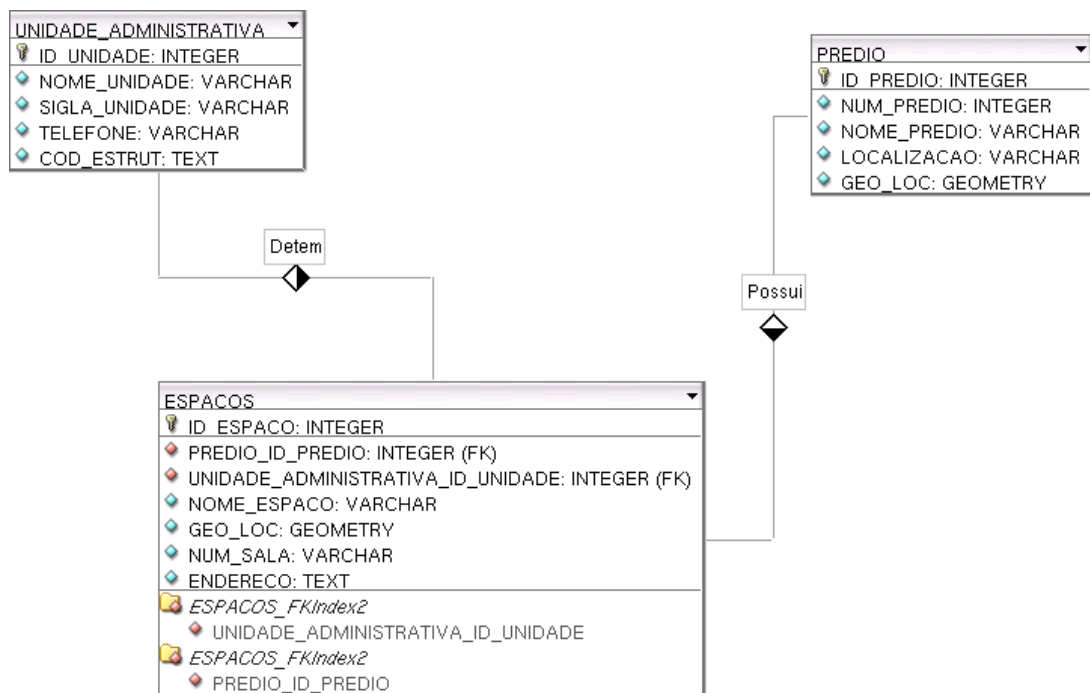 UNIDADE_ADMINISTRATIVA
ID_UNIDADE: INTEGER
NOME_UNIDADE: VARCHAR
SIGLA_UNIDADE: VARCHAR
TELEFONE: VARCHAR
COD_ESTRUT: TEXT
PREDIO
ID_PREDIO: INTEGER
NUM_PREDIO: INTEGER
NOME_PREDIO: VARCHAR
LOCALIZACAO: VARCHAR
GEO_LOC: GEOMETRY
Detem
Possui
ESPACOS
ID_ESPACO: INTEGER
PREDIO_ID_PREDIO: INTEGER (FK)
UNIDADE_ADMINISTRATIVA_ID_UNIDADE: INTEGER (FK)
NOME_ESPACO: VARCHAR
GEO_LOC: GEOMETRY
NUM_SALA: VARCHAR
ENDERECO: TEXT
ESPACOS_FKIndex2
UNIDADE_ADMINISTRATIVA_ID_UNIDADE
ESPACOS_FKIndex2
PREDIO_ID_PREDIO